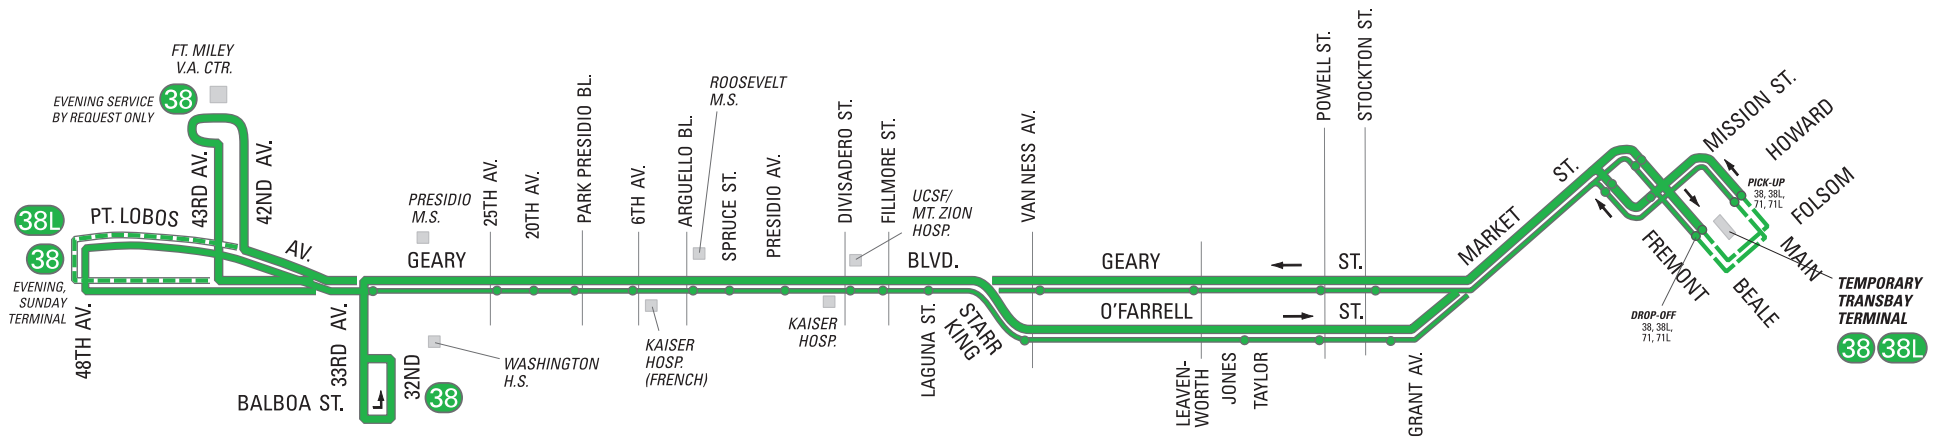 FT. MILEY
V.A. CTR.
38
EVENING SERVICE
BY REQUEST ONLY
43RD AV.
42ND AV.
38L
PT. LOBOS
AV.
38
EVENING,
SUNDAY
TERMINAL
48TH AV.
33RD AV.
32ND
BALBOA ST.
38
PRESIDIO
M.S.
GEARY
WASHINGTON
H.S.
25TH AV.
20TH AV.
PARK PRESIDIO BL.
6TH AV.
ARGUELLO BL.
ROOSEVELT
M.S.
SPRUCE ST.
PRESIDIO AV.
KAISER
HOSP.
(FRENCH)
KAISER
HOSP.
DIVISADERO ST.
FILLMORE ST.
UCSF/
MT. ZION
HOSP.
BLVD.
LAGUNA ST.
STARR
KING
VAN NESS AV.
GEARY
ST.
O'FARRELL
ST.
LEAVEN-
WORTH
JONES
TAYLOR
POWELL ST.
STOCKTON ST.
GRANT AV.
MARKET
ST.
MISSION ST.
HOWARD
FOLSOM
MAIN
BEALE
FREMONT
PICK-UP
38, 38L,
71, 71L
DROP-OFF
38, 38L,
71, 71L
TEMPORARY
TRANSBAY
TERMINAL
38 38L